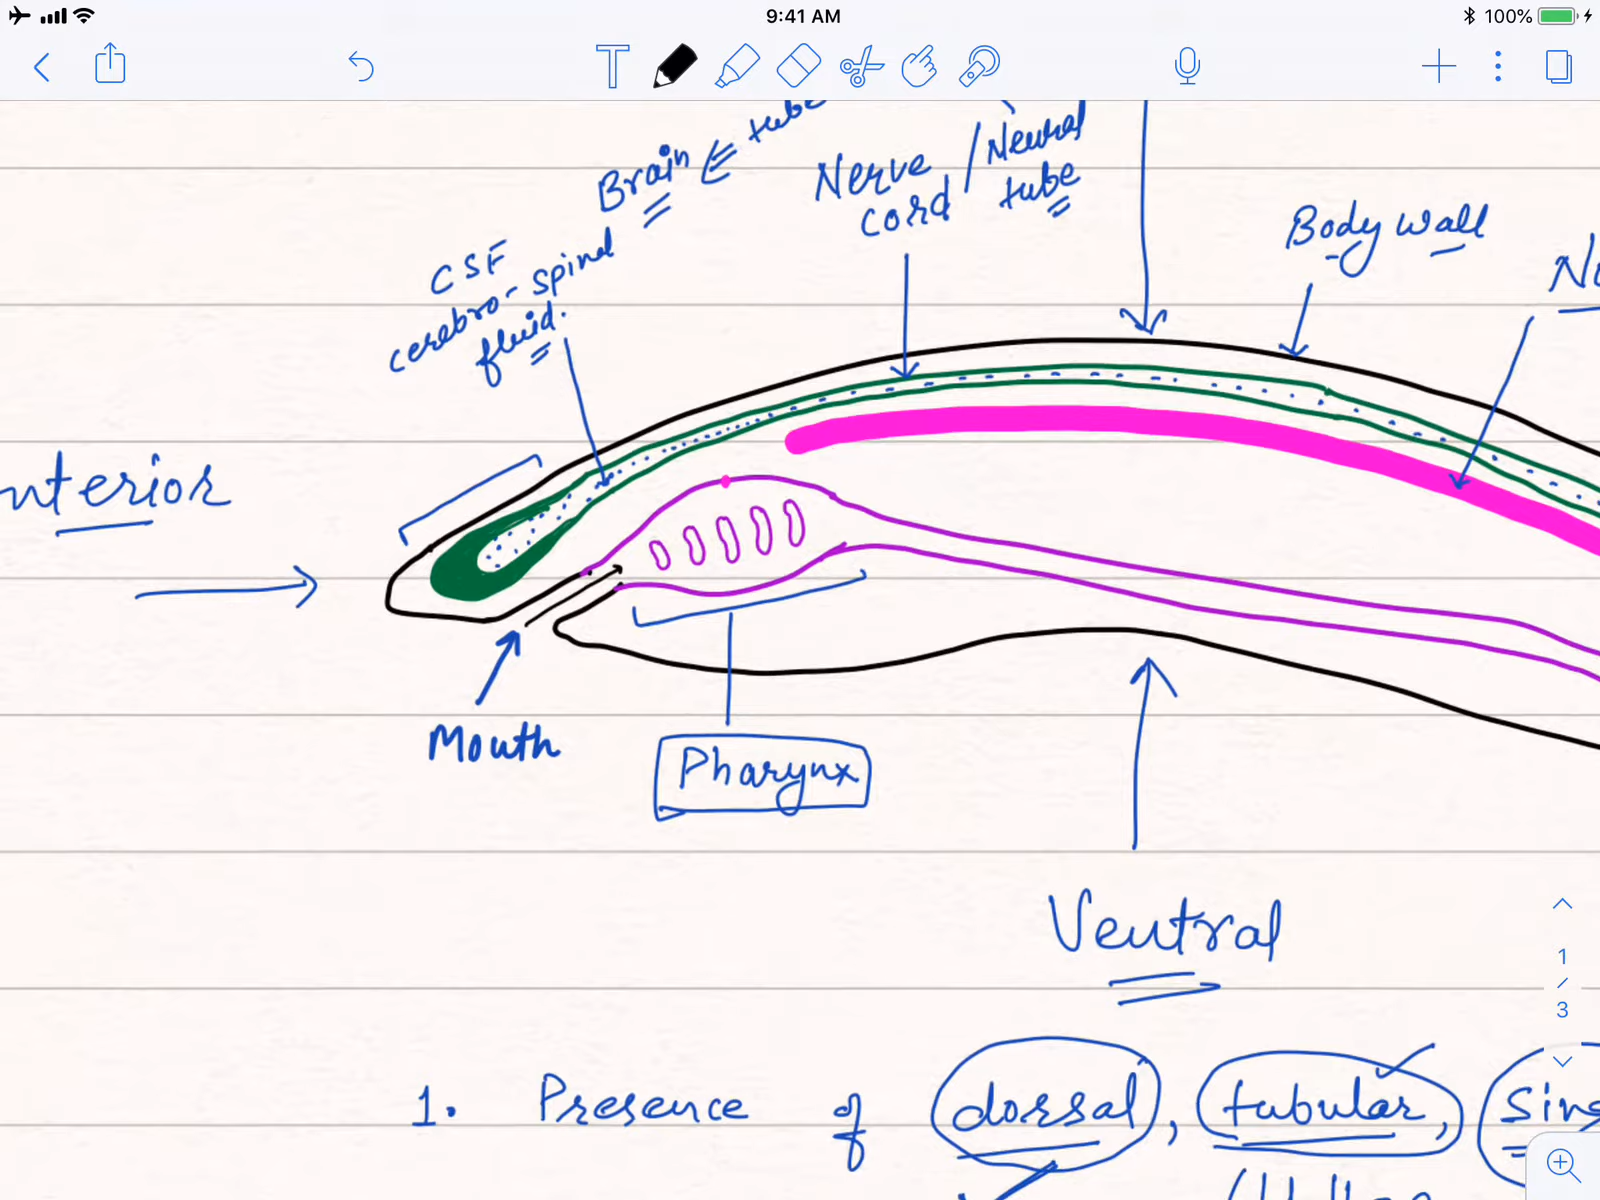 9:41 AM
100%
T
Brain ⇐ tube
Nerve cord / Neural tube
Body wall
CSF
cerebro-spinal
fluid.
nterior
Mouth
Pharynx
Ventral
1
/
3
1. Presence of dorsal, tubular,